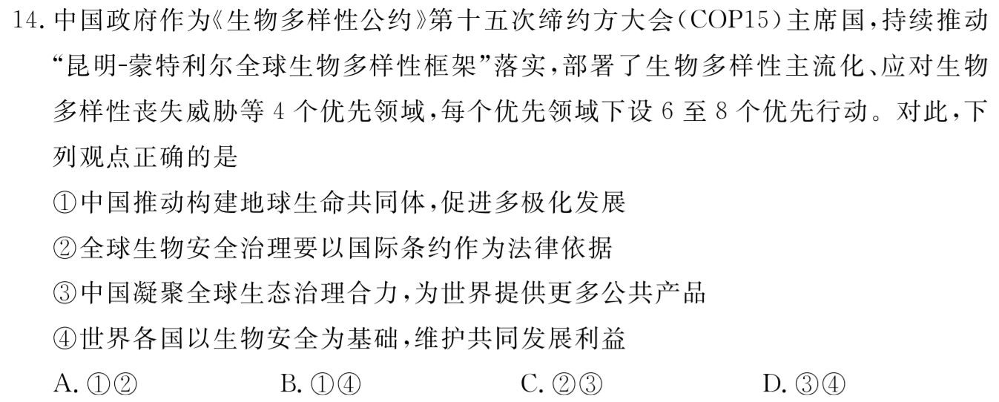 14. 中国政府作为《生物多样性公约》第十五次缔约方大会(COP15)主席国,持续推动
“昆明-蒙特利尔全球生物多样性框架”落实,部署了生物多样性主流化、应对生物
多样性丧失威胁等 4 个优先领域,每个优先领域下设 6 至 8 个优先行动。对此,下
列观点正确的是
①中国推动构建地球生命共同体,促进多极化发展
②全球生物安全治理要以国际条约作为法律依据
③中国凝聚全球生态治理合力,为世界提供更多公共产品
④世界各国以生物安全为基础,维护共同发展利益
A. ①② B. ①④ C. ②③ D. ③④